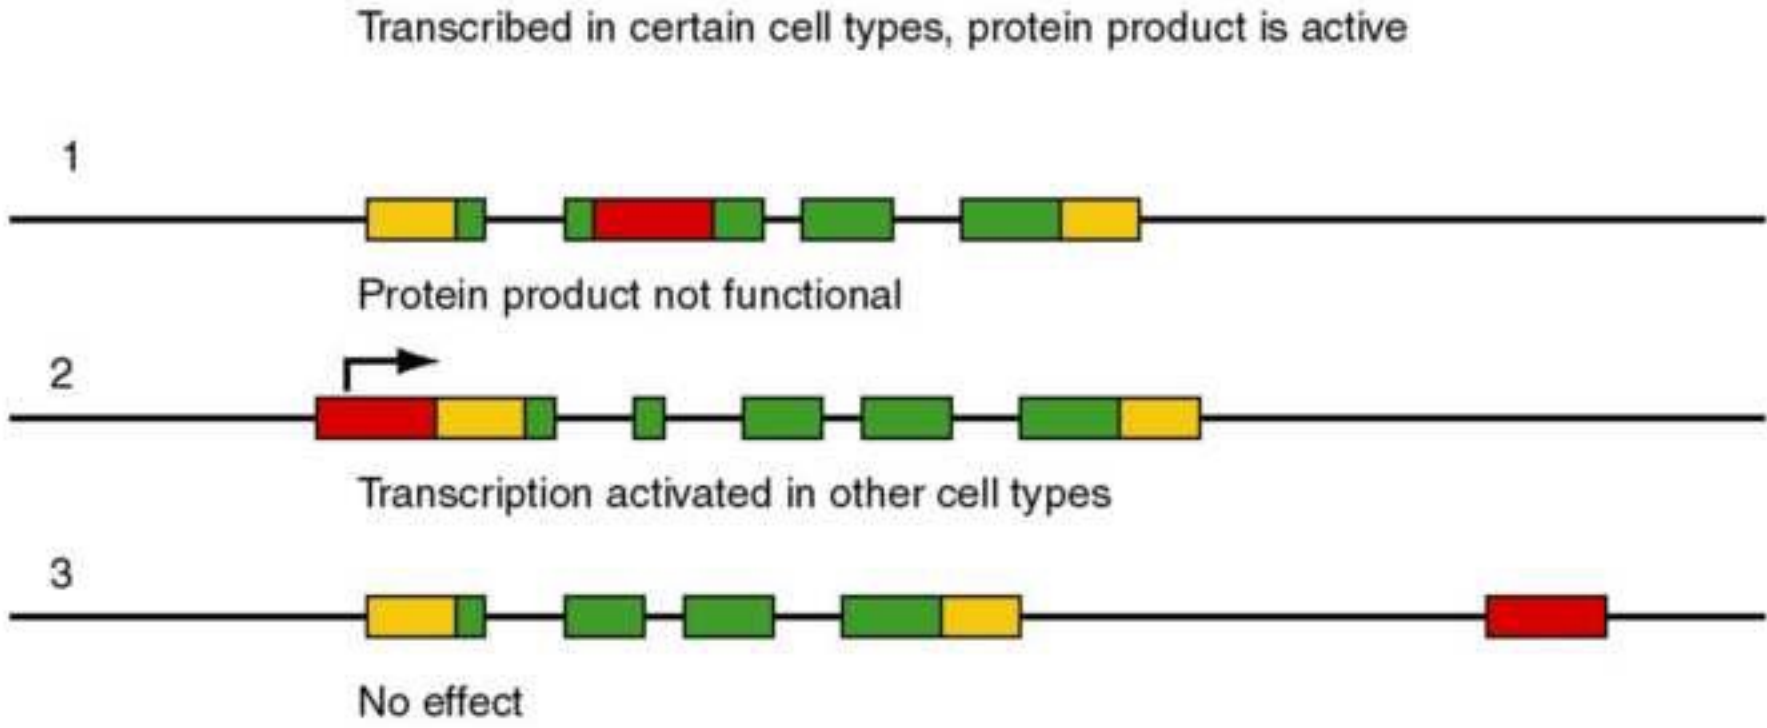 Transcribed in certain cell types, protein product is active
1
Protein product not functional
2
Transcription activated in other cell types
3
No effect